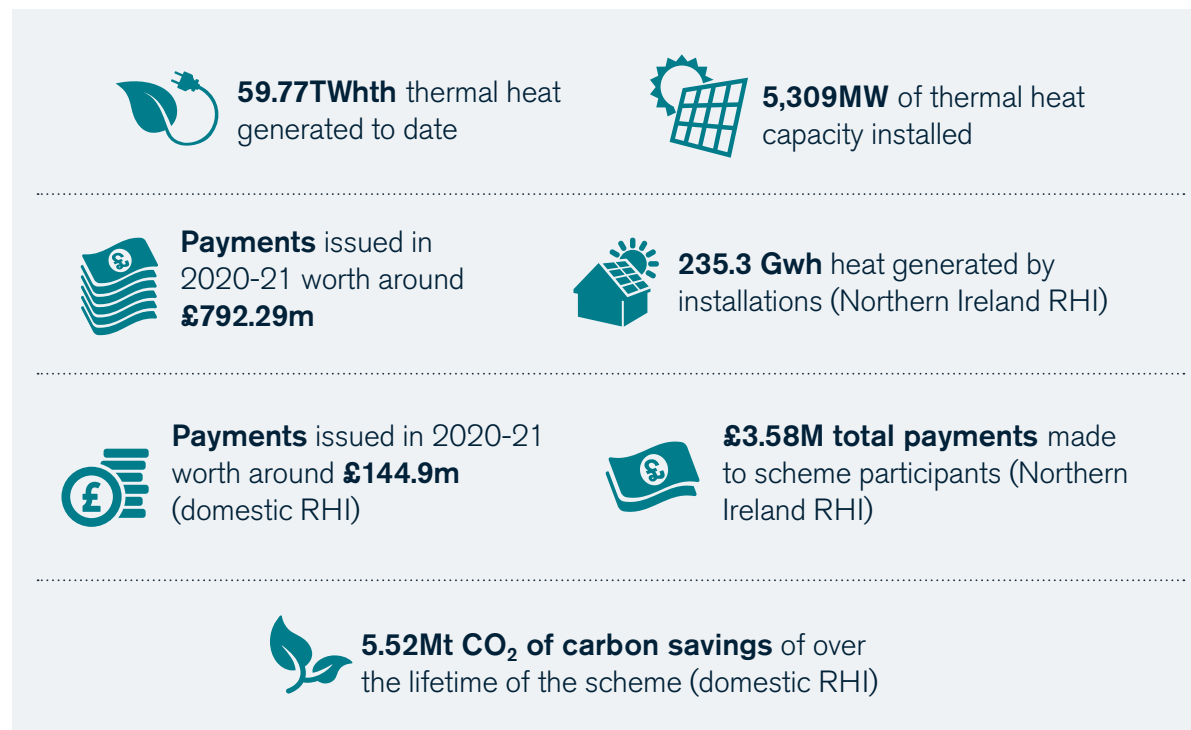 59.77TWhth thermal heat
generated to date
5,309MW of thermal heat
capacity installed
Payments issued in
2020-21 worth around
£792.29m
235.3 Gwh heat generated by
installations (Northern Ireland RHI)
Payments issued in 2020-21
worth around £144.9m
(domestic RHI)
£3.58M total payments made
to scheme participants (Northern
Ireland RHI)
5.52Mt CO₂ of carbon savings of over
the lifetime of the scheme (domestic RHI)